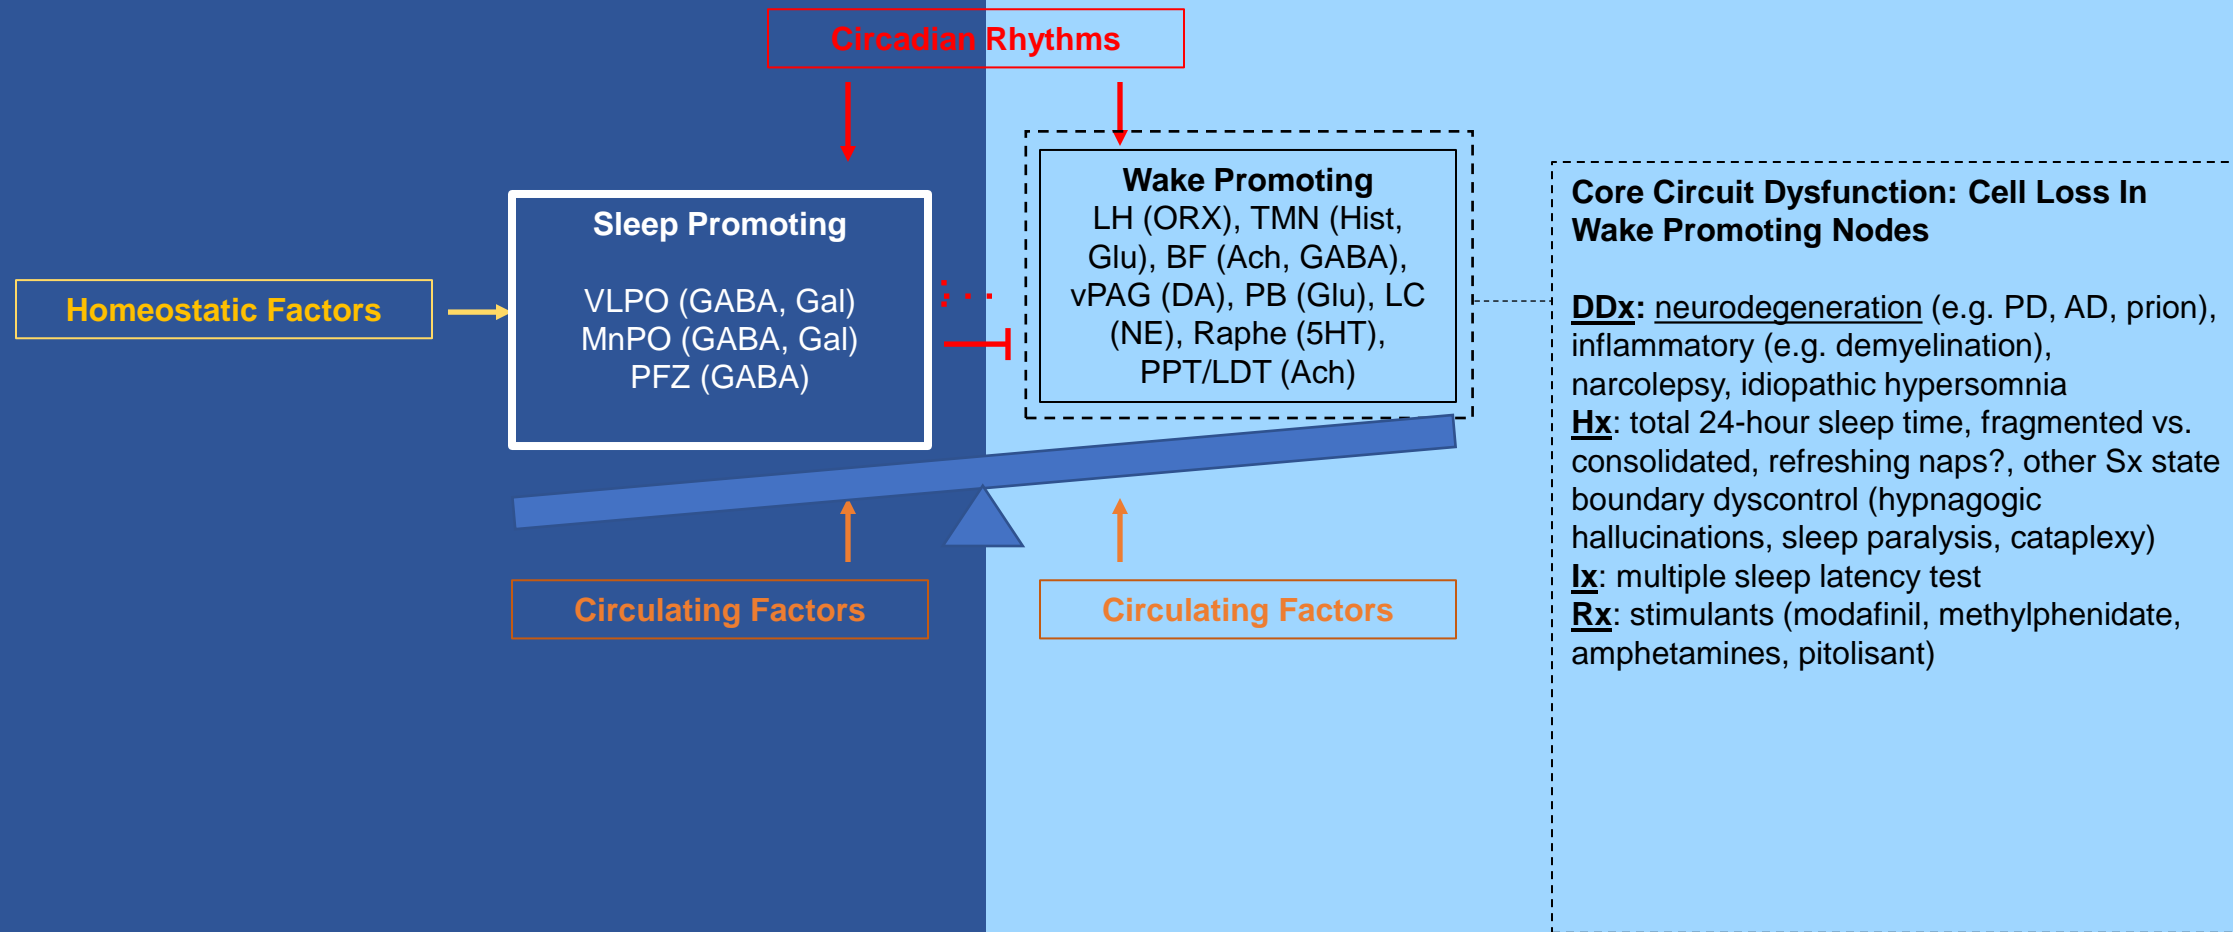 Circadian Rhythms
Sleep Promoting
VLPO (GABA, Gal)
MnPO (GABA, Gal)
PFZ (GABA)
Homeostatic Factors
Wake Promoting
LH (ORX), TMN (Hist,
Glu), BF (Ach, GABA),
vPAG (DA), PB (Glu), LC
(NE), Raphe (5HT),
PPT/LDT (Ach)
Circulating Factors
Circulating Factors
Core Circuit Dysfunction: Cell Loss In
Wake Promoting Nodes
DDx: neurodegeneration (e.g. PD, AD, prion),
inflammatory (e.g. demyelination),
narcolepsy, idiopathic hypersomnia
Hx: total 24-hour sleep time, fragmented vs.
consolidated, refreshing naps?, other Sx state
boundary dyscontrol (hypnagogic
hallucinations, sleep paralysis, cataplexy)
Ix: multiple sleep latency test
Rx: stimulants (modafinil, methylphenidate,
amphetamines, pitolisant)